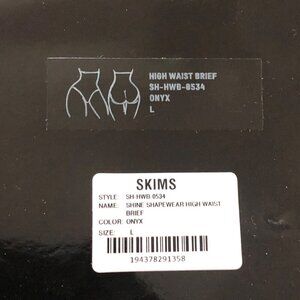 HIGH WAIST BRIEF
SH-HWB-0534
ONYX
L
SKIMS
STYLE: SH-HWB-0534
NAME: SHINE SHAPEWEAR HIGH WAIST
BRIEF
COLOR: ONYX
SIZE: L
194378291358